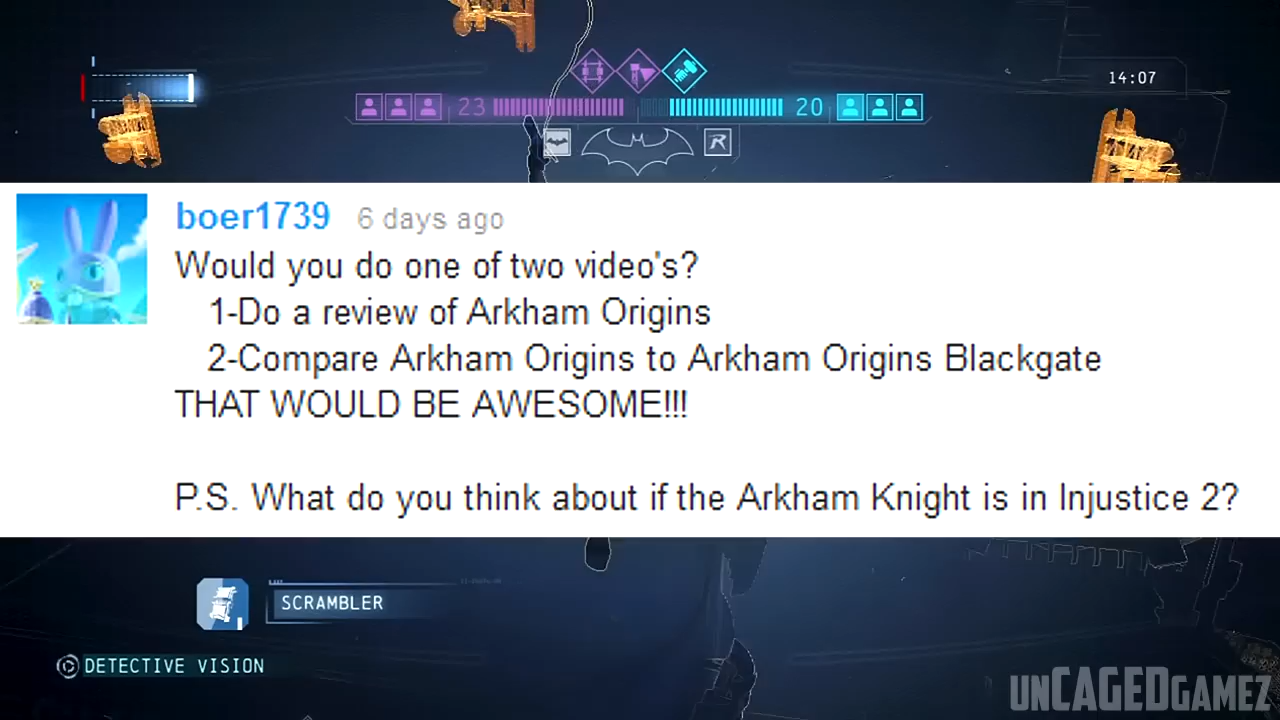 14:07
23
20
R
boer1739 6 days ago
Would you do one of two video's?
1-Do a review of Arkham Origins
2-Compare Arkham Origins to Arkham Origins Blackgate
THAT WOULD BE AWESOME!!!
P.S. What do you think about if the Arkham Knight is in Injustice 2?
SCRAMBLER
DETECTIVE VISION
UNCAGEDGAMEZ